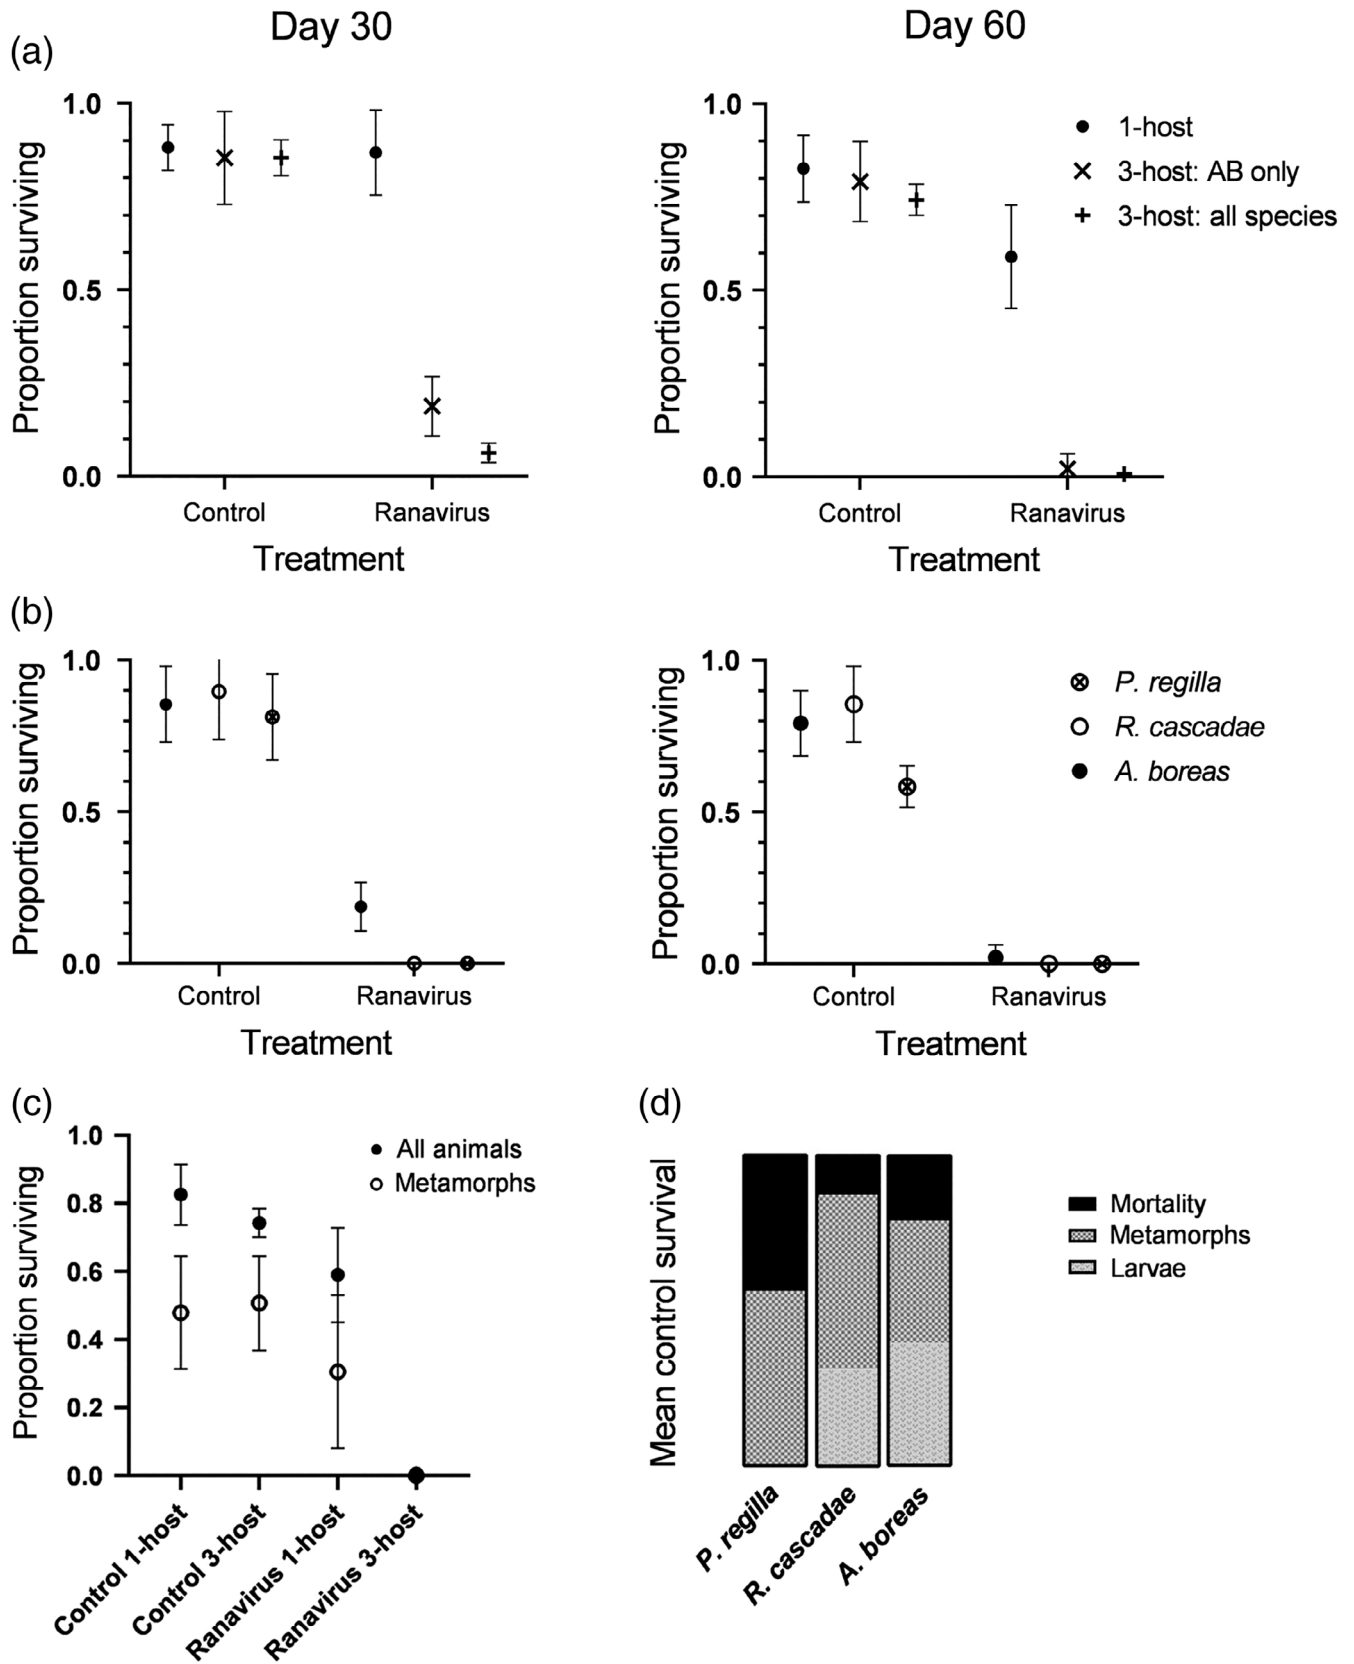 Day 30
Day 60
(a)
1.0
0.5
0.0
Proportion surviving
Control
Ranavirus
Treatment
1.0
0.5
0.0
Proportion surviving
Control
Ranavirus
Treatment
1-host
3-host: AB only
3-host: all species
(b)
1.0
0.5
0.0
Proportion surviving
Control
Ranavirus
Treatment
1.0
0.5
0.0
Proportion surviving
Control
Ranavirus
Treatment
P. regilla
R. cascadae
A. boreas
(c)
1.0
0.8
0.6
0.4
0.2
0.0
Proportion surviving
All animals
Metamorphs
Control 1-host
Control 3-host
Ranavirus 1-host
Ranavirus 3-host
(d)
Mean control survival
Mortality
Metamorphs
Larvae
P. regilla
R. cascadae
A. boreas